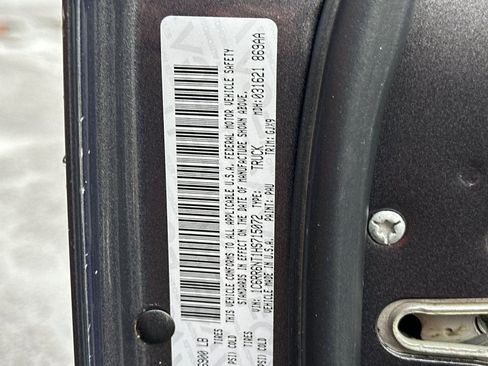 6900 LB
TIRES
PSI) COLD
TIRES
PSI) COLD
THIS VEHICLE CONFORMS TO ALL APPLICABLE U.S.A. FEDERAL MOTOR VEHICLE SAFETY
STANDARDS IN EFFECT ON THE DATE OF MANUFACTURE SHOWN ABOVE.
VIN: 1C6RR6NT1HS715072 TYPE: TRUCK MDH: 031621 869AA
VEHICLE MADE IN U.S.A. PAINT: PAU TRIM: GJX9